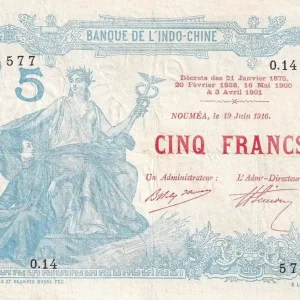 BANQUE DE L'INDO-CHINE
577
0.14
5
Décrets des 21 Janvier 1875,
20 Février 1888, 16 Mai 1900
& 3 Avril 1901
NOUMÉA, le 19 Juin 1916.
CINQ FRANCS
Un Administrateur :
L'Admr-Directeur
0.14
57